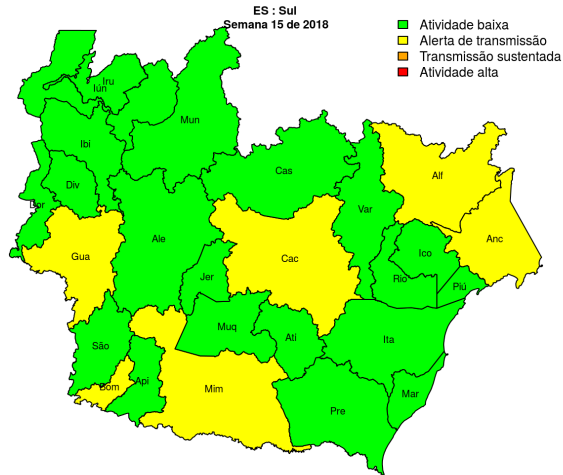 ES : Sul
Semana 15 de 2018
Atividade baixa
Alerta de transmissão
Transmissão sustentada
Atividade alta
Iru
Iún
Mun
Ibi
Cas
Alf
Div
Dor
Var
Ale
Anc
Gua
Cac
Ico
Jer
Rio
Piú
Muq
Ati
Ita
São
Api
Bom
Mim
Mar
Pre